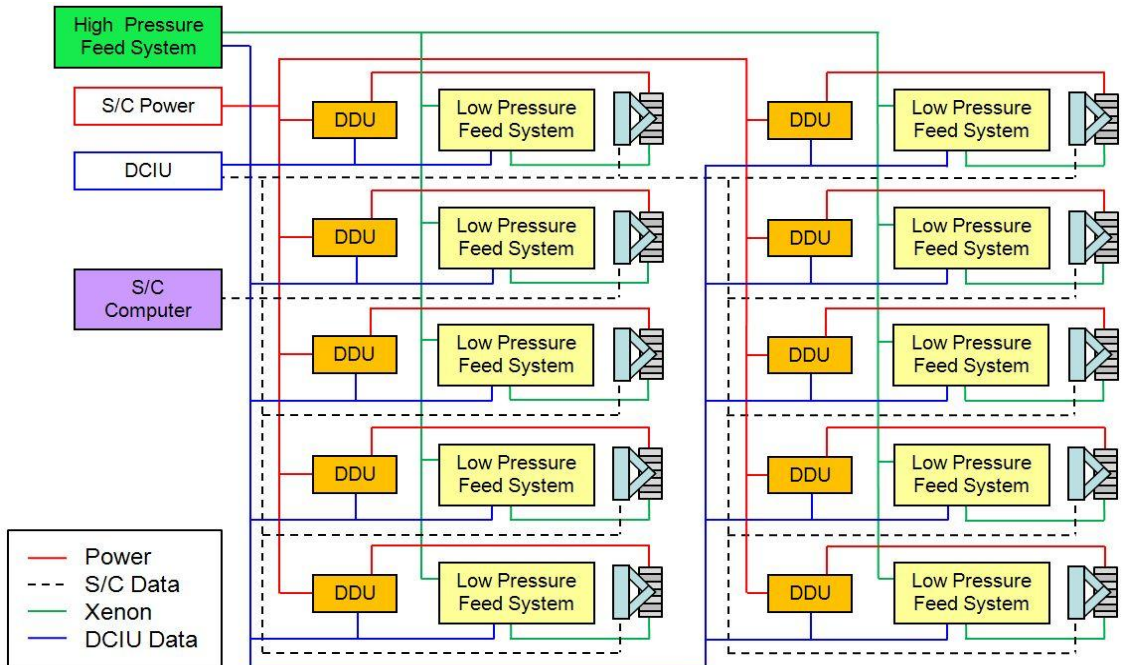 High Pressure
Feed System
S/C Power
DCIU
S/C
Computer
DDU
Low Pressure
Feed System
DDU
Low Pressure
Feed System
DDU
Low Pressure
Feed System
DDU
Low Pressure
Feed System
DDU
Low Pressure
Feed System
DDU
Low Pressure
Feed System
DDU
Low Pressure
Feed System
DDU
Low Pressure
Feed System
DDU
Low Pressure
Feed System
DDU
Low Pressure
Feed System
Power
S/C Data
Xenon
DCIU Data